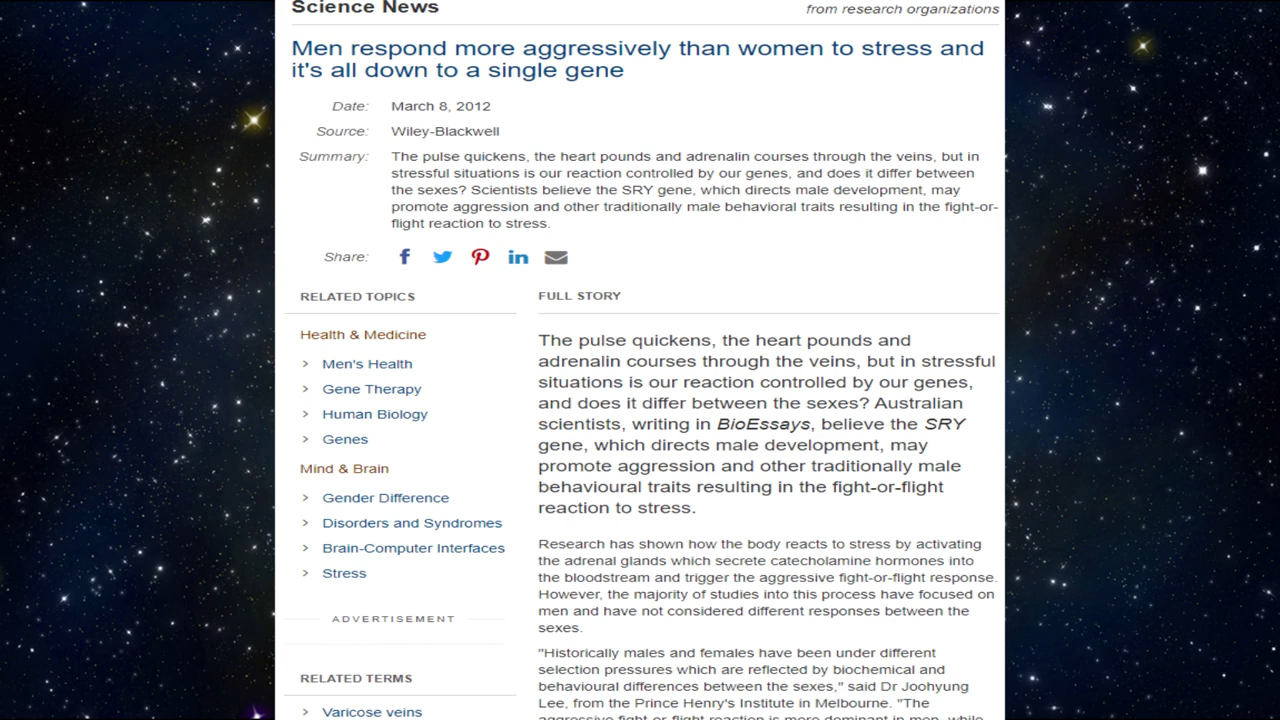 Science News
from research organizations
Men respond more aggressively than women to stress and
it's all down to a single gene
Date: March 8, 2012
Source: Wiley-Blackwell
Summary: The pulse quickens, the heart pounds and adrenalin courses through the veins, but in
stressful situations is our reaction controlled by our genes, and does it differ between
the sexes? Scientists believe the SRY gene, which directs male development, may
promote aggression and other traditionally male behavioral traits resulting in the fight-or-
flight reaction to stress.
Share:
RELATED TOPICS
Health & Medicine
Men's Health
Gene Therapy
Human Biology
Genes
Mind & Brain
Gender Difference
Disorders and Syndromes
Brain-Computer Interfaces
Stress
ADVERTISEMENT
RELATED TERMS
Varicose veins
FULL STORY
The pulse quickens, the heart pounds and
adrenalin courses through the veins, but in stressful
situations is our reaction controlled by our genes,
and does it differ between the sexes? Australian
scientists, writing in BioEssays, believe the SRY
gene, which directs male development, may
promote aggression and other traditionally male
behavioural traits resulting in the fight-or-flight
reaction to stress.
Research has shown how the body reacts to stress by activating
the adrenal glands which secrete catecholamine hormones into
the bloodstream and trigger the aggressive fight-or-flight response.
However, the majority of studies into this process have focused on
men and have not considered different responses between the
sexes.
"Historically males and females have been under different
selection pressures which are reflected by biochemical and
behavioural differences between the sexes," said Dr Joohyung
Lee, from the Prince Henry's Institute in Melbourne. "The
aggressive fight-or-flight reaction is more dominant in men, while